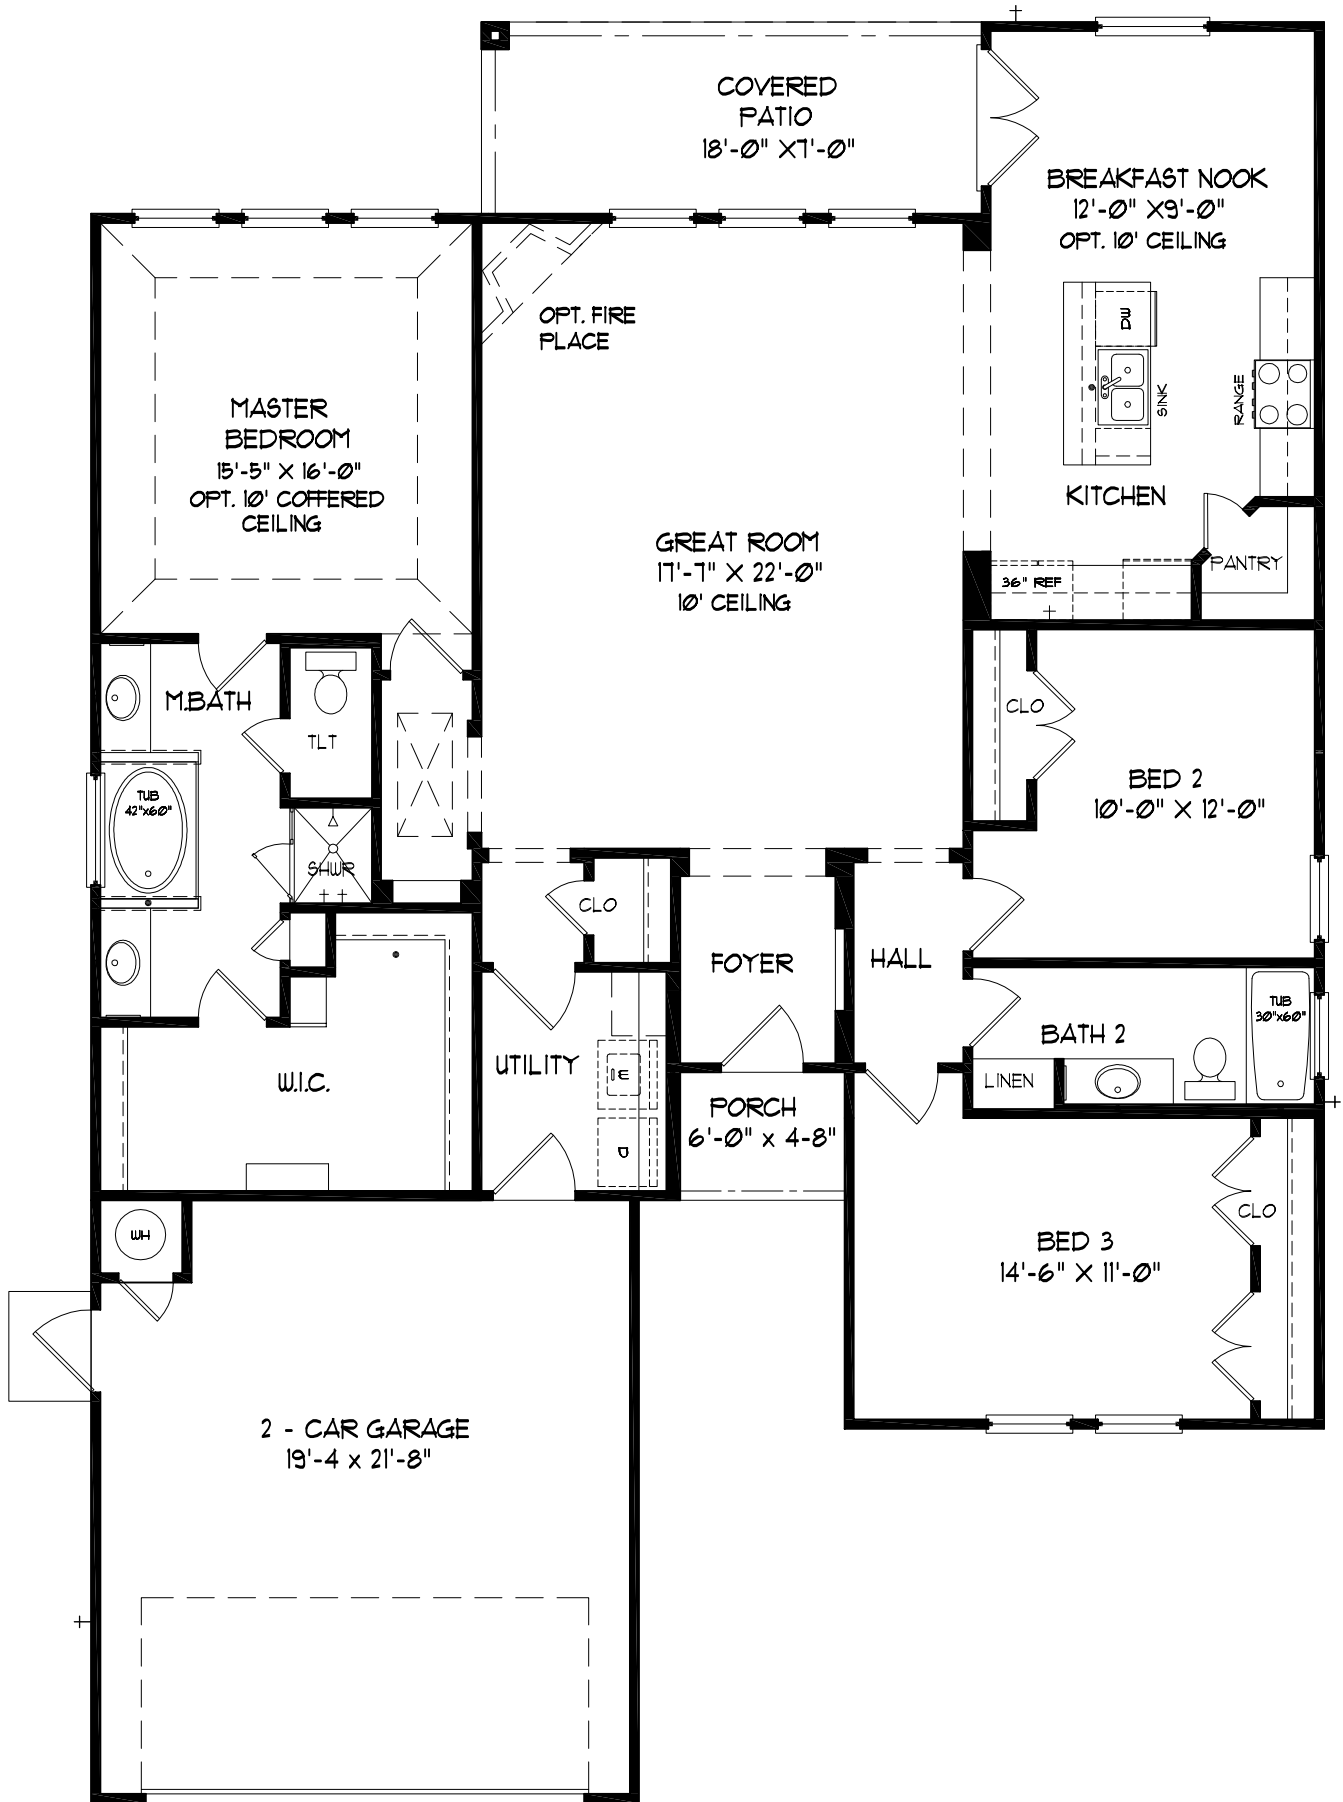 COVERED
PATIO
18'-0" X7'-0"
BREAKFAST NOOK
12'-0" X9'-0"
OPT. 10' CEILING
OPT. FIRE
PLACE
DW
SINK
RANGE
MASTER
BEDROOM
15'-5" X 16'-0"
OPT. 10' COFFERED
CEILING
KITCHEN
GREAT ROOM
17'-7" X 22'-0"
10' CEILING
36" REF
PANTRY
M.BATH
TLT
CLO
TUB
42"x60"
BED 2
10'-0" X 12'-0"
SHWR
CLO
FOYER
HALL
TUB
30"x60"
BATH 2
UTILITY
W
W.I.C.
LINEN
PORCH
6'-0" x 4-8"
D
CLO
WH
BED 3
14'-6" X 11'-0"
2 - CAR GARAGE
19'-4 x 21'-8"